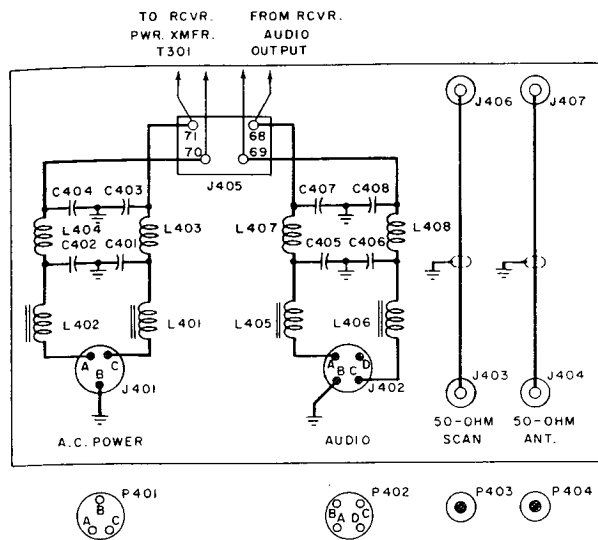 TO RCVR. FROM RCVR.
PWR. XMFR. AUDIO
T301 OUTPUT
J406 J407
71 68
70 69
J405
C404 C403 C407 C408
L404 L403 L407 L408
C402 C401 C405 C406
L402 L401 L405 L406
A C A D
B B C
J401 J402 J403 J404
A.C. POWER AUDIO 50-OHM 50-OHM
SCAN ANT.
P401 P402 P403 P404
B B C
A C A D